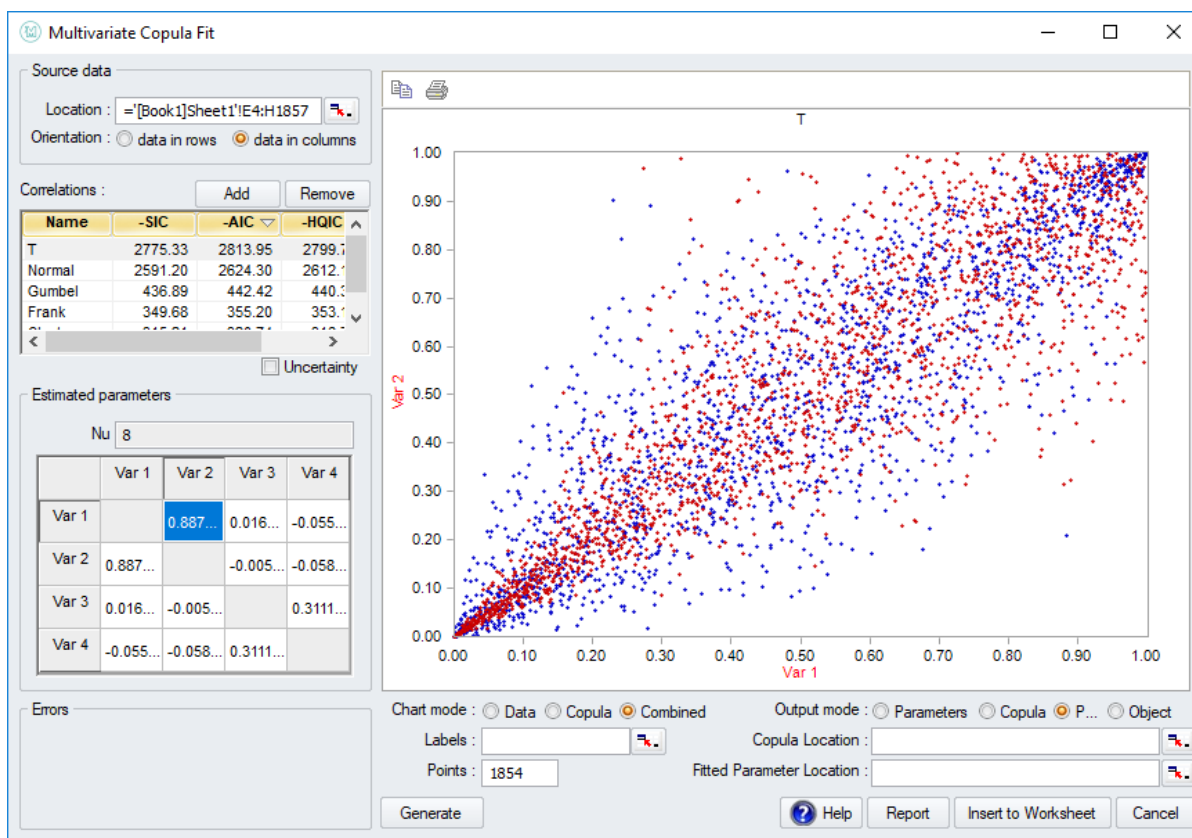 Multivariate Copula Fit
Source data
Location : ='[Book1]Sheet1'!E4:H1857
Orientation : data in rows data in columns
Correlations : Add Remove
Name -SIC -AIC -HQIC
T 2775.33 2813.95 2799.7
Normal 2591.20 2624.30 2612.1
Gumbel 436.89 442.42 440.3
Frank 349.68 355.20 353.1
Uncertainty
Estimated parameters
Nu 8
Var 1 Var 2 Var 3 Var 4
Var 1 0.887... 0.016... -0.055...
Var 2 0.887... -0.005... -0.058...
Var 3 0.016... -0.005... 0.3111...
Var 4 -0.055... -0.058... 0.3111...
Errors
T
1.00
0.90
0.80
0.70
0.60
0.50
0.40
0.30
0.20
0.10
0.00
Var 2
0.00 0.10 0.20 0.30 0.40 0.50 0.60 0.70 0.80 0.90 1.00
Var 1
Chart mode : Data Copula Combined Output mode : Parameters Copula P... Object
Labels : Copula Location :
Points : 1854 Fitted Parameter Location :
Generate Help Report Insert to Worksheet Cancel